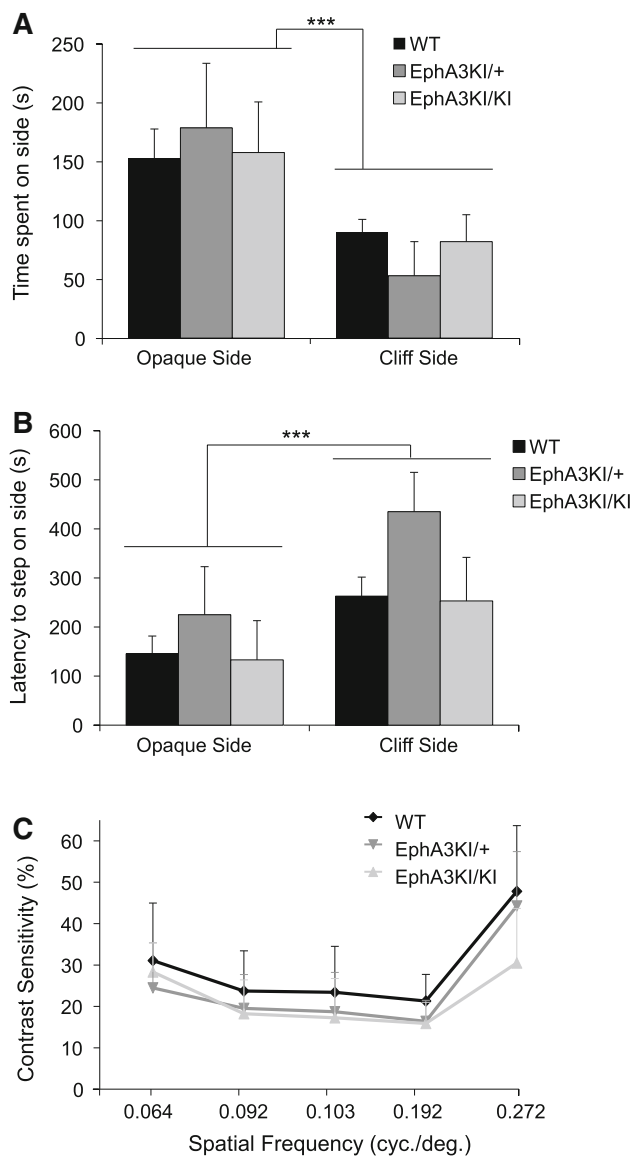 A
***
250
200
150
100
50
0
Time spent on side (s)
WT
EphA3KI/+
EphA3KI/KI
Opaque Side
Cliff Side
B
***
600
500
400
300
200
100
0
Latency to step on side (s)
WT
EphA3KI/+
EphA3KI/KI
Opaque Side
Cliff Side
C
60
50
40
30
20
10
0
Contrast Sensitivity (%)
WT
EphA3KI/+
EphA3KI/KI
0.064 0.092 0.103 0.192 0.272
Spatial Frequency (cyc./deg.)